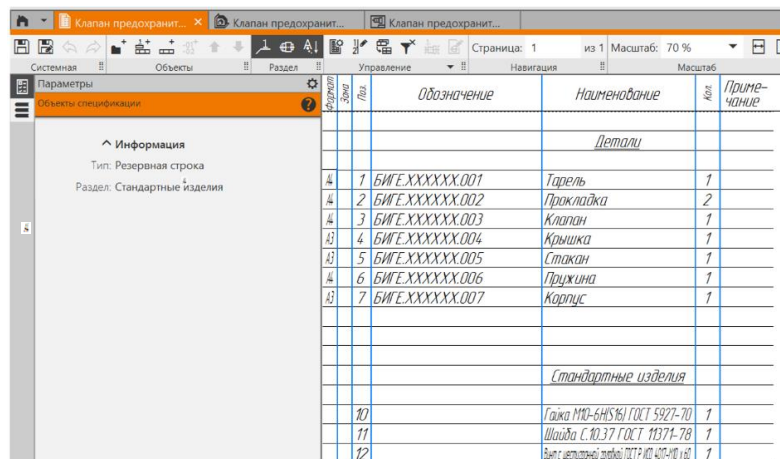 Клапан предохранит... Клапан предохранит... Клапан предохранит...
Страница: 1 из 1 Масштаб: 70 %
Системная Объекты Раздел Управление Навигация Масштаб
Параметры
Объекты спецификации
Информация
Тип: Резервная строка
Раздел: Стандартные изделия
Формат Зона Поз. Обозначение Наименование Кол. Приме-
чание
Детали
А4 1 БИГЕ.XXXXXX.001 Тарель 1
А4 2 БИГЕ.XXXXXX.002 Прокладка 2
А4 3 БИГЕ.XXXXXX.003 Клапан 1
А3 4 БИГЕ.XXXXXX.004 Крышка 1
А3 5 БИГЕ.XXXXXX.005 Стакан 1
А4 6 БИГЕ.XXXXXX.006 Пружина 1
А3 7 БИГЕ.XXXXXX.007 Корпус 1
Стандартные изделия
10 Гайка М10-6Н(S16) ГОСТ 5927-70 1
11 Шайба С.10.37 ГОСТ 11371-78 1
12 Винт с 1